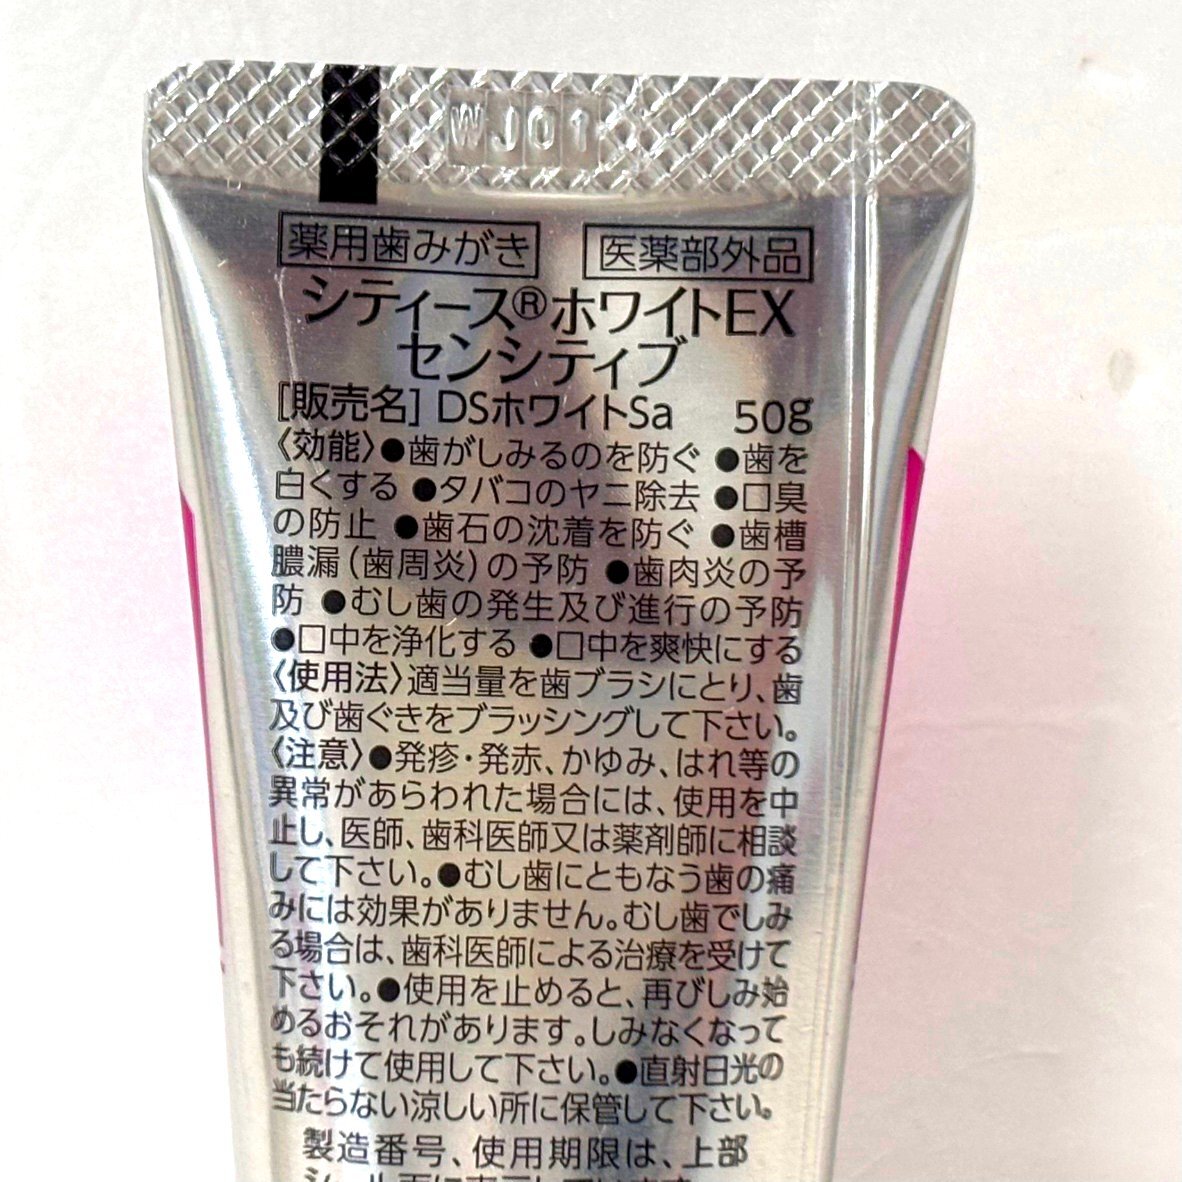 WJ01
薬用歯みがき 医薬部外品
シティース®ホワイトEX
センシティブ
[販売名] DSホワイトSa 50g
〈効能〉●歯がしみるのを防ぐ ●歯を
白くする ●タバコのヤニ除去 ●口臭
の防止 ●歯石の沈着を防ぐ ●歯槽
膿漏(歯周炎)の予防 ●歯肉炎の予
防 ●むし歯の発生及び進行の予防
●口中を浄化する ●口中を爽快にする
〈使用法〉適当量を歯ブラシにとり、歯
及び歯ぐきをブラッシングして下さい。
〈注意〉●発疹・発赤、かゆみ、はれ等の
異常があらわれた場合には、使用を中
止し、医師、歯科医師又は薬剤師に相談
して下さい。●むし歯にともなう歯の痛
みには効果がありません。むし歯でしみ
る場合は、歯科医師による治療を受けて
下さい。●使用を止めると、再びしみ始
めるおそれがあります。しみなくなって
も続けて使用して下さい。●直射日光の
当たらない涼しい所に保管して下さい。
製造番号、使用期限は、上部